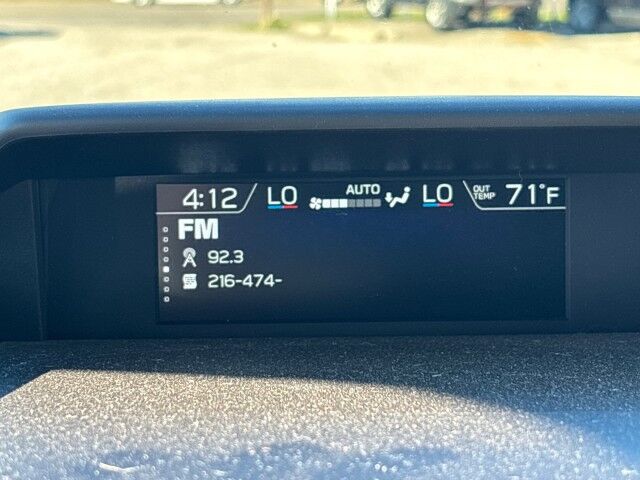 4:12 LO AUTO LO OUT TEMP 71°F
FM
92.3
216-474-